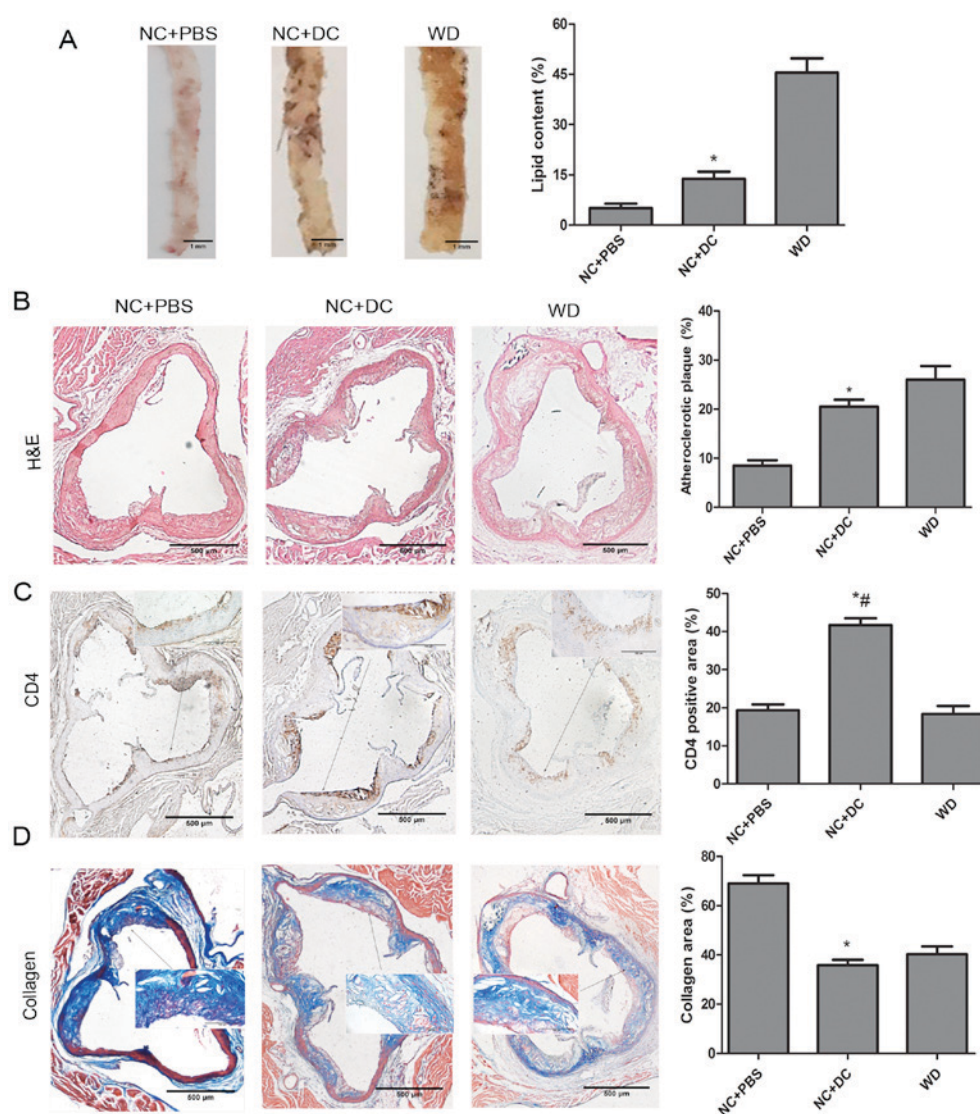 A
NC+PBS
NC+DC
WD
1 mm
1 mm
Lipid content (%)
60
45
30
15
0
*
NC+PBS
NC+DC
WD
B
NC+PBS
NC+DC
WD
H&E
500 μm
500 μm
500 μm
Atheroclerotic plaque (%)
40
30
20
10
0
*
NC+PBS
NC+DC
WD
C
CD4
500 μm
500 μm
500 μm
CD4 positive area (%)
50
40
30
20
10
0
*#
NC+PBS
NC+DC
WD
D
Collagen
500 μm
500 μm
500 μm
Collagen area (%)
80
60
40
20
0
*
NC+PBS
NC+DC
WD